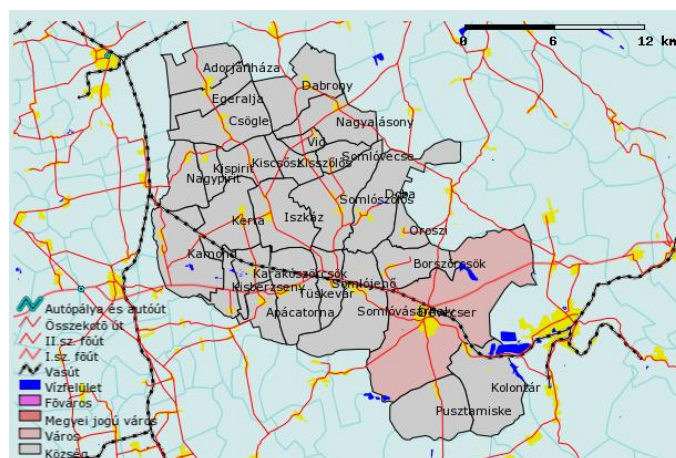 0 6 12 km
Adorjánháza
Dabrony
Egeralja
Csögle
Nagyalásony
Vid
Somlóvecse
Kiscsősz
Kisszőlős
Kispirit
Nagypirit
Doba
Somlószőlős
Kerta
Iszkáz
Oroszi
Kamond
Borszörcsök
Karakószörcsök
Somlójenő
Kisberzseny
Tüskevár
Apácatorna
Somlóvásárhely
Devecser
Kolontár
Pusztamiske
Autópálya és autóút
Összekotő út
II.sz. főút
I.sz. főút
Vasút
Vízfelület
Főváros
Megyei jogú város
Város
Község